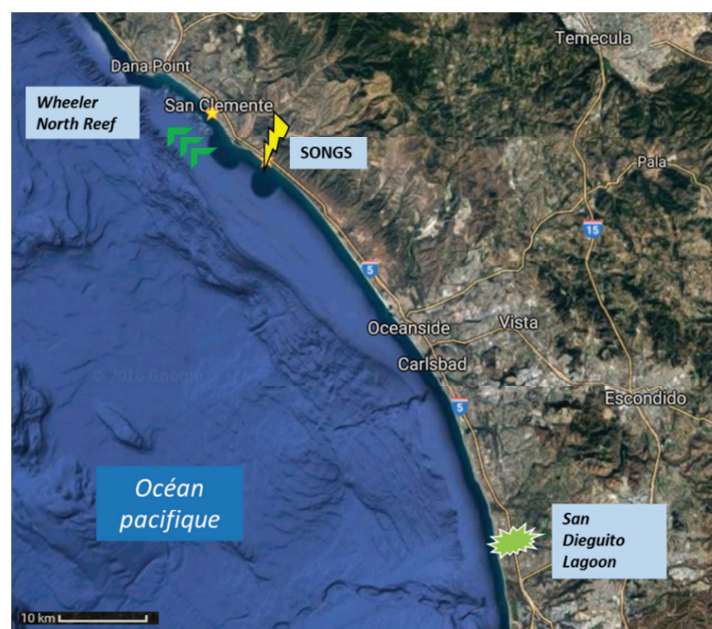 Temecula
Dana Point
Wheeler
North Reef
San Clemente
SONGS
Pala
15
5
Oceanside
Vista
Carlsbad
5
Escondido
Océan
pacifique
San
Dieguito
Lagoon
10 km